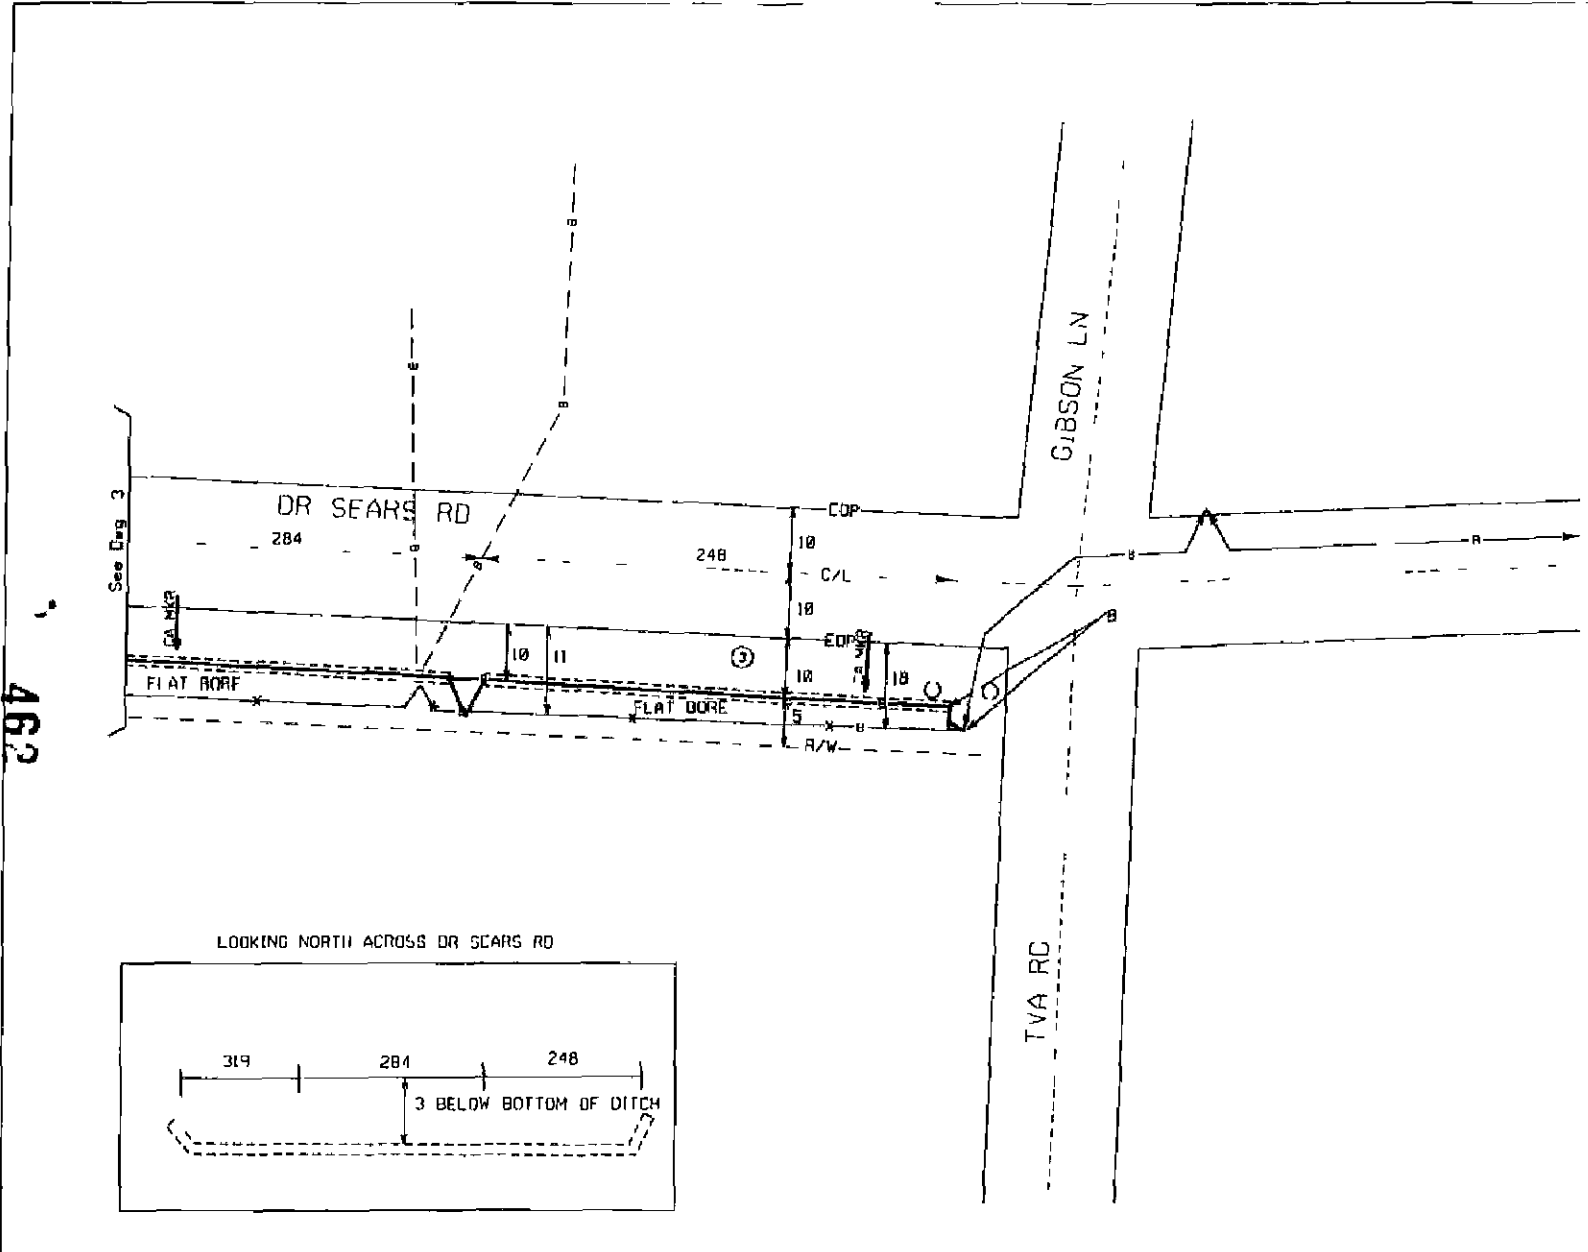 GIBSON LN
See Dwg 3
DR SEARS RD
284
248
EOP
10
C/L
10
EOP
CA MKR
CA MKR
10
11
3
10
18
FLAT BORE
FLAT BORE
5
R/W
B
B
B
B
B
B
B
B
B
462
TVA RD
LOOKING NORTH ACROSS DR SEARS RD
319
284
248
3 BELOW BOTTOM OF DITCH